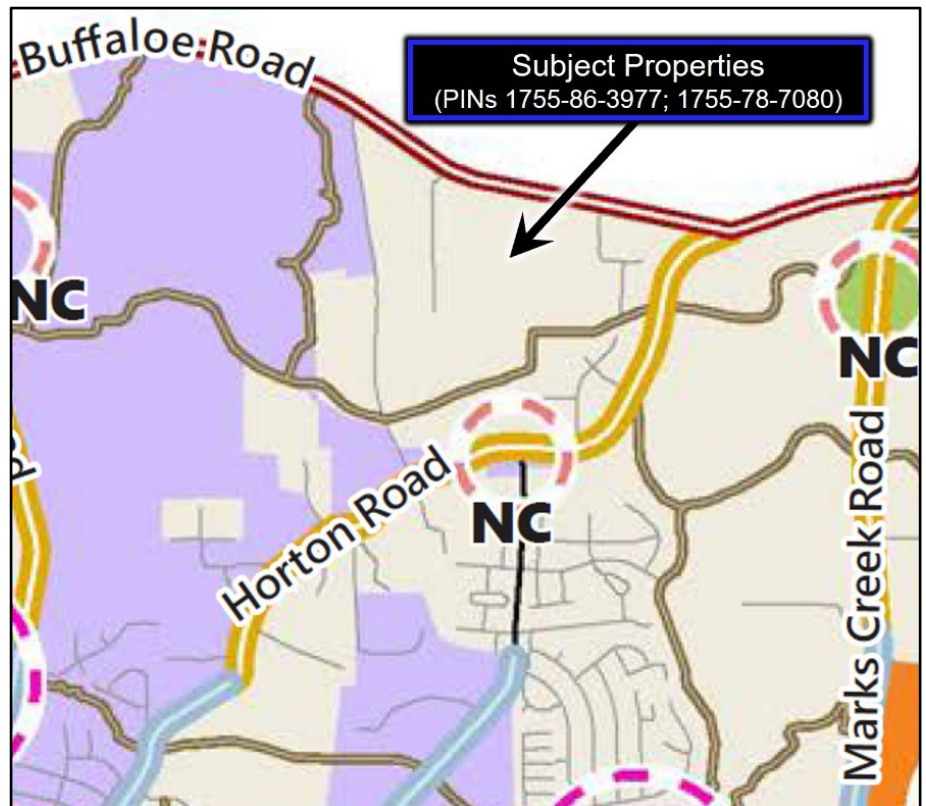 Buffaloe Road
Subject Properties
(PINs 1755-86-3977; 1755-78-7080)
NC
NC
Horton Road
NC
Marks Creek Road